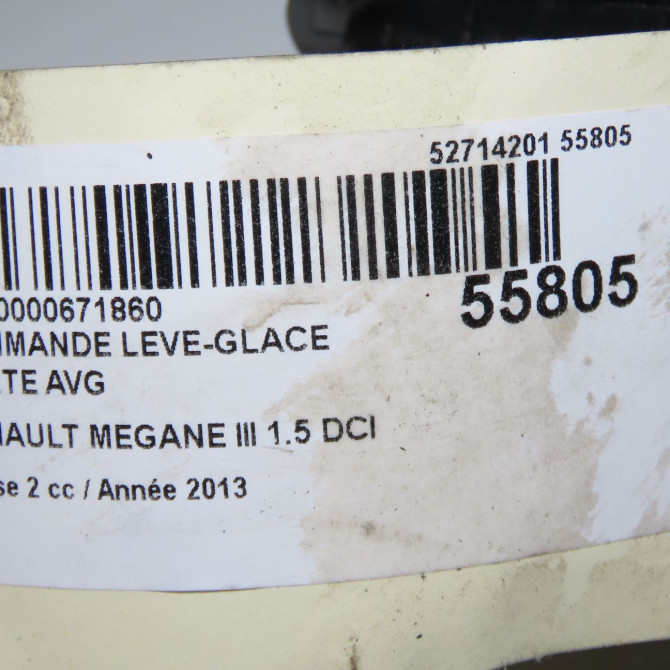 52714201 55805
0000671860
55805
MMANDE LEVE-GLACE
TE AVG
NAULT MEGANE III 1.5 DCI
se 2 cc / Année 2013